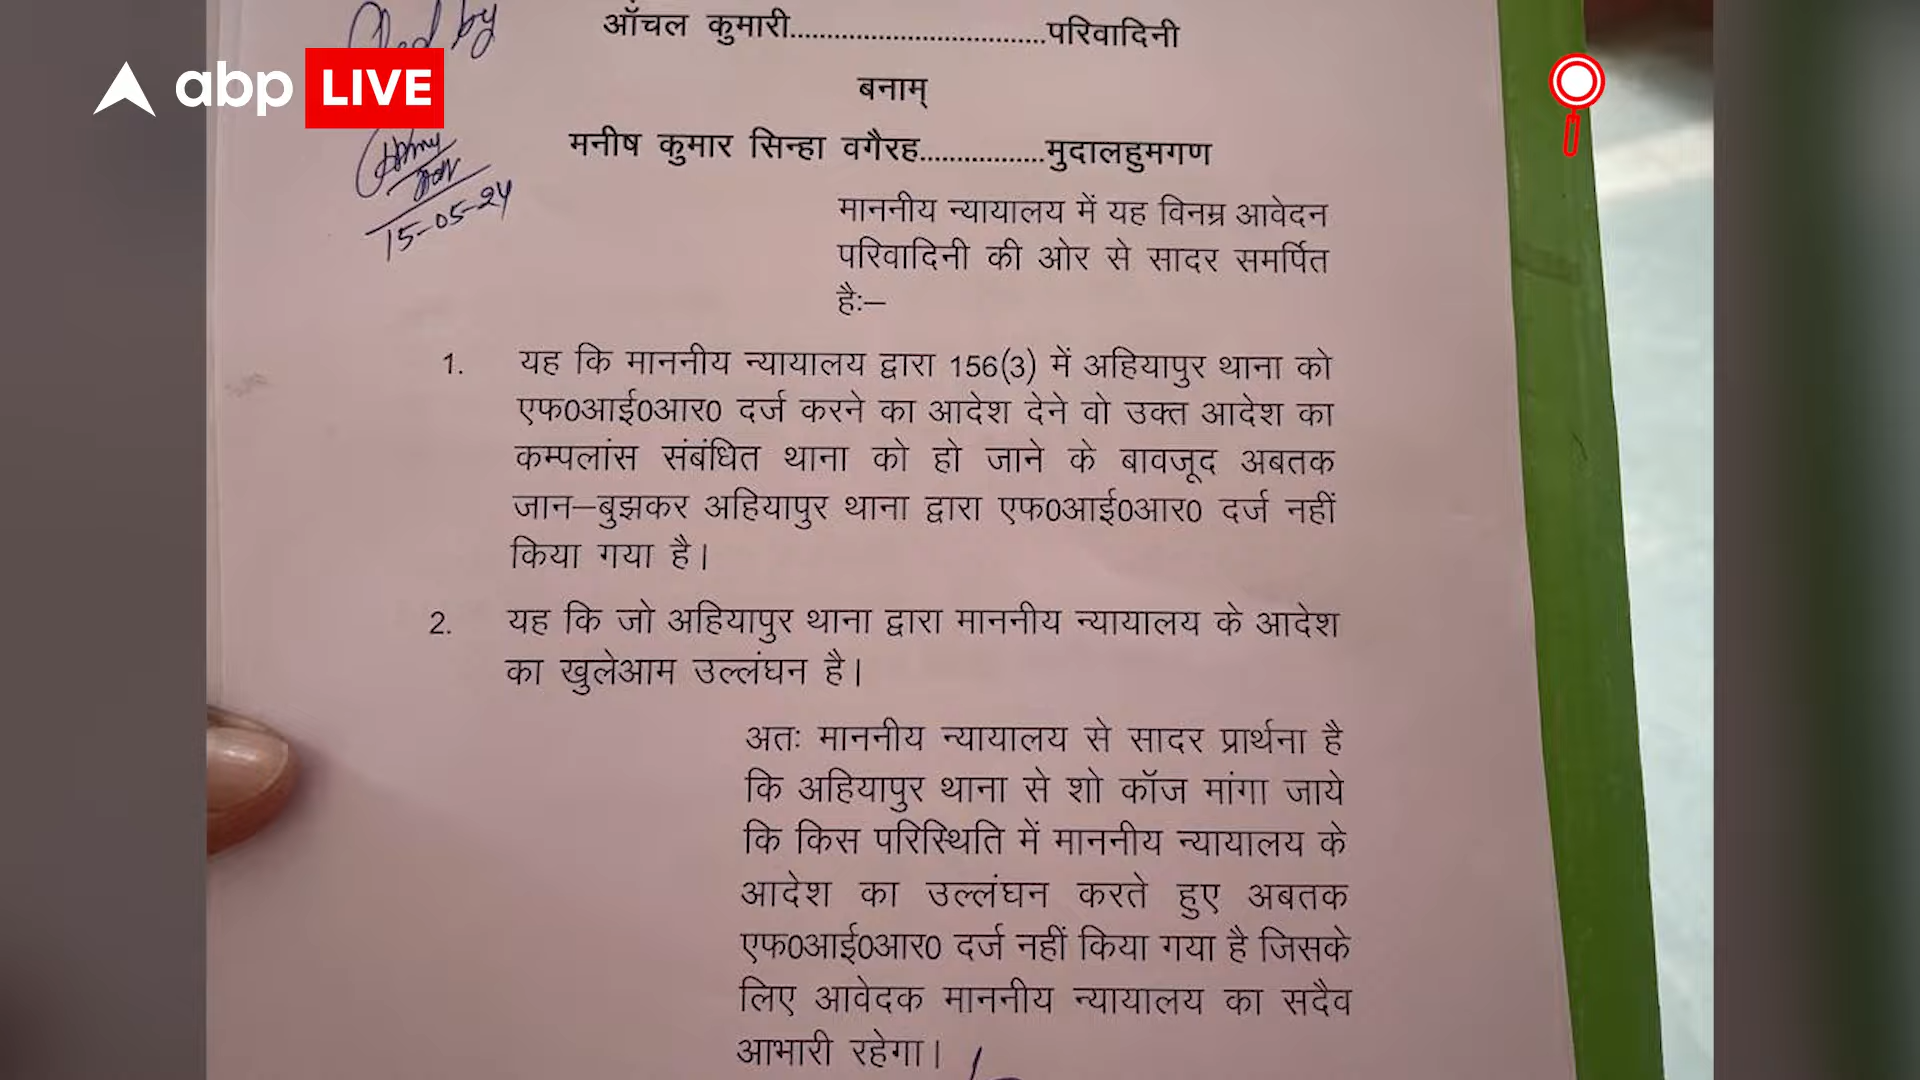 Filed by
abp LIVE
15-05-24
ऑचल कुमारी..................................परिवादिनी
बनाम्
मनीष कुमार सिन्हा वगैरह.................मुदालहुमगण
माननीय न्यायालय में यह विनम्र आवेदन
परिवादिनी की ओर से सादर समर्पित
है:–
1. यह कि माननीय न्यायालय द्वारा 156(3) में अहियापुर थाना को
एफ0आई0आर0 दर्ज करने का आदेश देने वो उक्त आदेश का
कम्पलांस संबंधित थाना को हो जाने के बावजूद अबतक
जान–बुझकर अहियापुर थाना द्वारा एफ0आई0आर0 दर्ज नहीं
किया गया है।
2. यह कि जो अहियापुर थाना द्वारा माननीय न्यायालय के आदेश
का खुलेआम उल्लंघन है।
अतः माननीय न्यायालय से सादर प्रार्थना है
कि अहियापुर थाना से शो कॉज मांगा जाये
कि किस परिस्थिति में माननीय न्यायालय के
आदेश का उल्लंघन करते हुए अबतक
एफ0आई0आर0 दर्ज नहीं किया गया है जिसके
लिए आवेदक माननीय न्यायालय का सदैव
आभारी रहेगा।